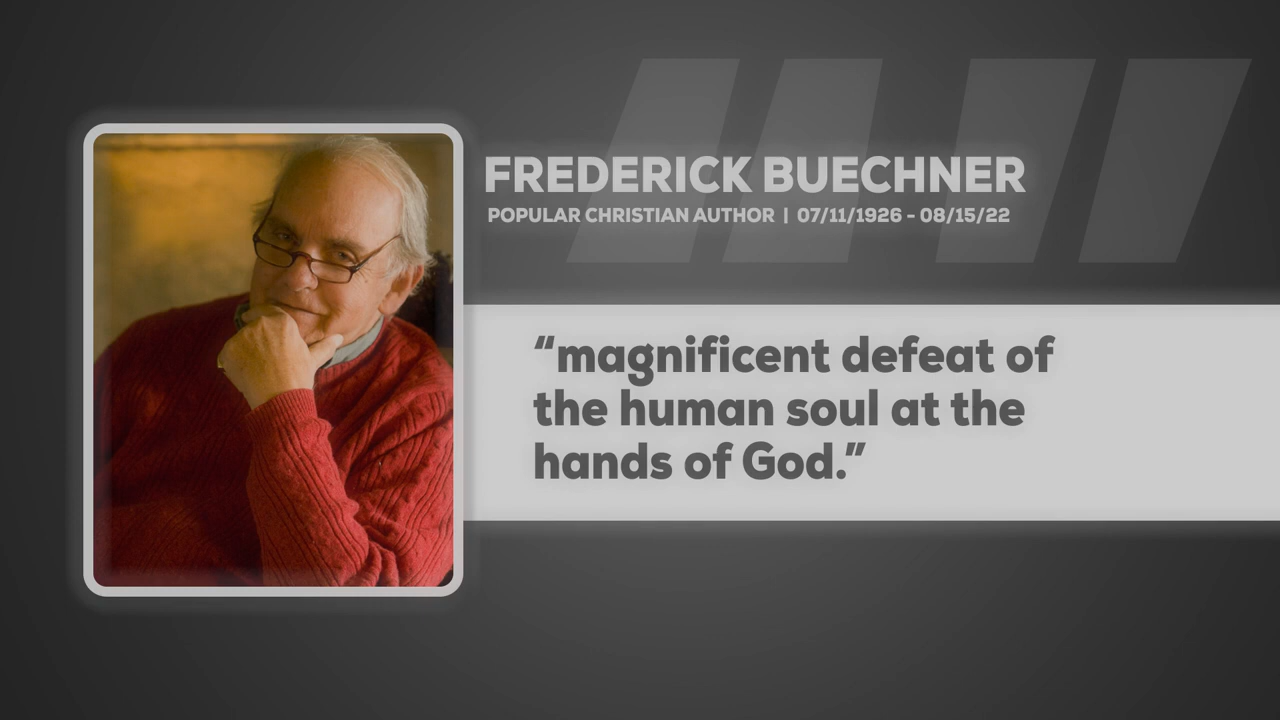 FREDERICK BUECHNER
POPULAR CHRISTIAN AUTHOR | 07/11/1926 - 08/15/22
“magnificent defeat of
the human soul at the
hands of God.”